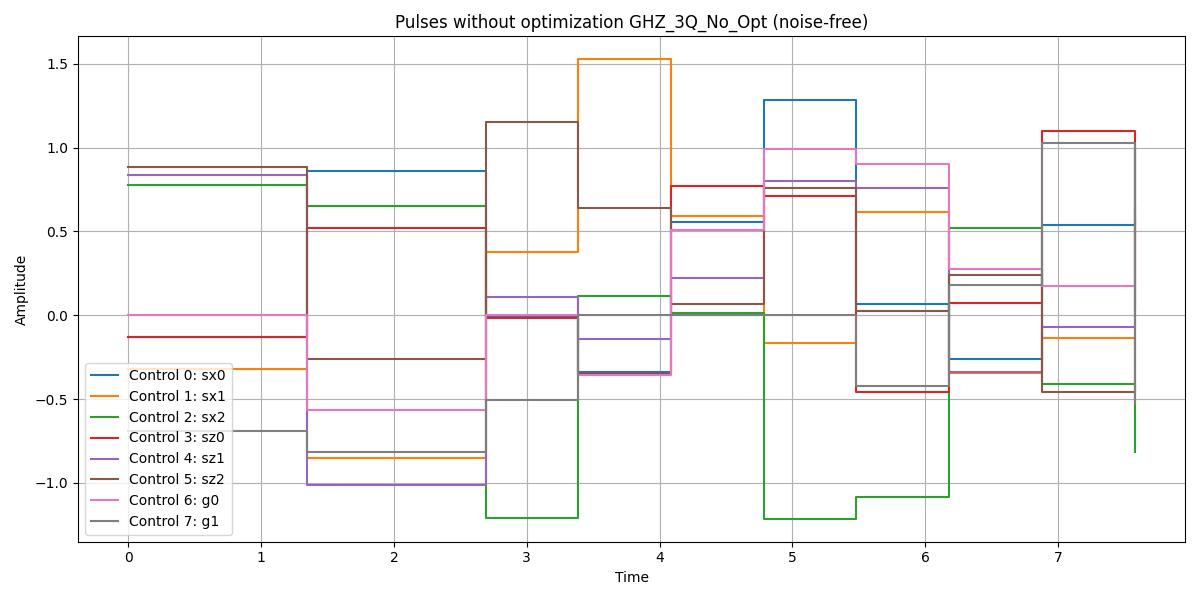 Pulses without optimization GHZ_3Q_No_Opt (noise-free)
Amplitude
1.5
1.0
0.5
0.0
−0.5
−1.0
Control 0: sx0
Control 1: sx1
Control 2: sx2
Control 3: sz0
Control 4: sz1
Control 5: sz2
Control 6: g0
Control 7: g1
0 1 2 3 4 5 6 7
Time